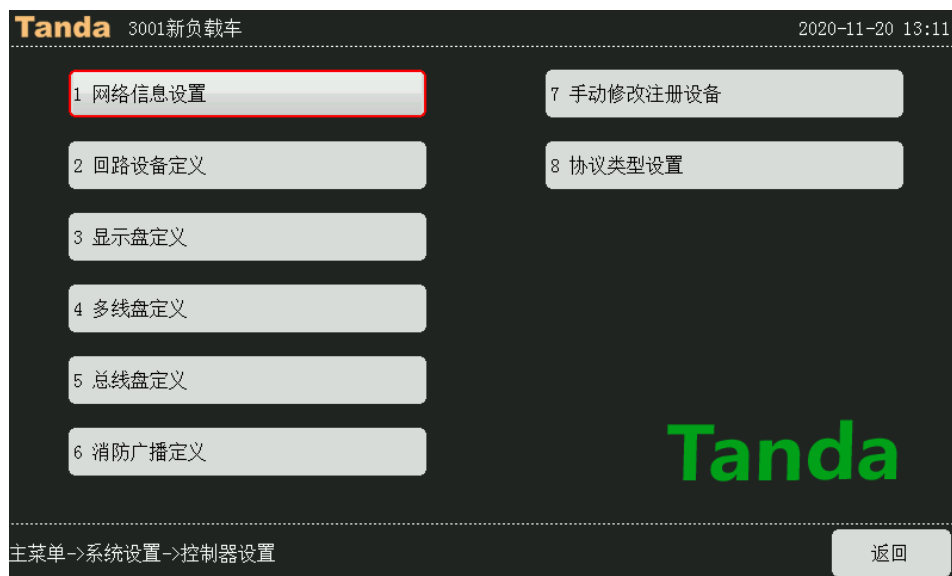 Tanda 3001新负载车 2020-11-20 13:11
1 网络信息设置
2 回路设备定义
3 显示盘定义
4 多线盘定义
5 总线盘定义
6 消防广播定义
7 手动修改注册设备
8 协议类型设置
Tanda
主菜单->系统设置->控制器设置
返回